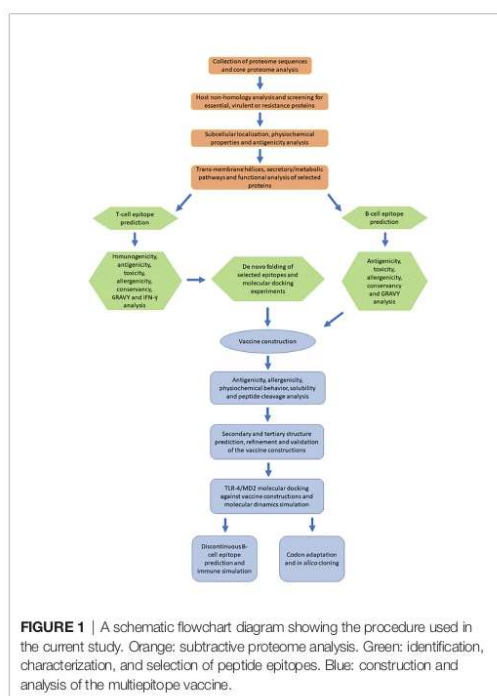 Collection of proteome sequences
and core proteome analysis
Host non-homology analysis and screening for
essential, virulent or resistance proteins
Subcellular localization, physiochemical
properties and antigenicity analysis
Trans-membrane hélices, secretory/metabolic
pathways and functional analysis of selected
proteins
T-cell epitope
prediction
B-cell epitope
prediction
Immunogenicity,
antigenicity,
toxicity,
allergenicity,
conservancy,
GRAVY and IFN-γ
analysis
De novo folding of
selected epitopes and
molecular docking
experiments
Antigenicity,
toxicity,
allergenicity,
conservancy
and GRAVY
analysis
Vaccine construction
Antigenicity, allergenicity,
physiochemical behavior, solubility
and peptide cleavage analysis
Secondary and tertiary structure
prediction, refinement and validation
of the vaccine constructions
TLR-4/MD2 molecular docking
against vaccine constructions and
molecular dinamics simulation
Discontinuous B-
cell epitope
prediction and
immune simulation
Codon adaptation
and in silico cloning
FIGURE 1 | A schematic flowchart diagram showing the procedure used in
the current study. Orange: subtractive proteome analysis. Green: identification,
characterization, and selection of peptide epitopes. Blue: construction and
analysis of the multiepitope vaccine.